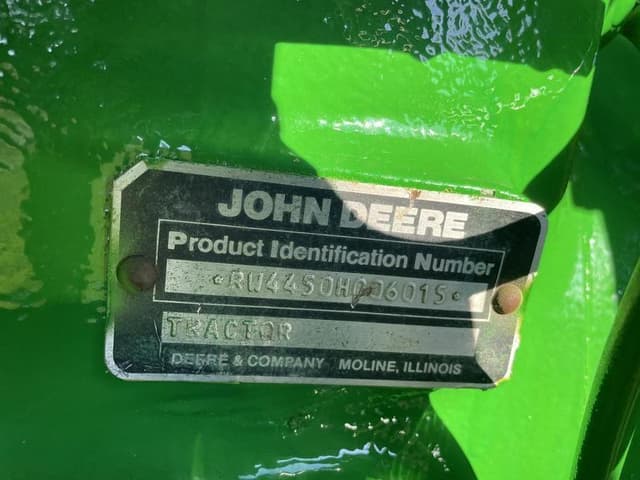 JOHN DEERE
Product Identification Number
*RW4450H006015*
TRACTOR
DEERE & COMPANY MOLINE, ILLINOIS